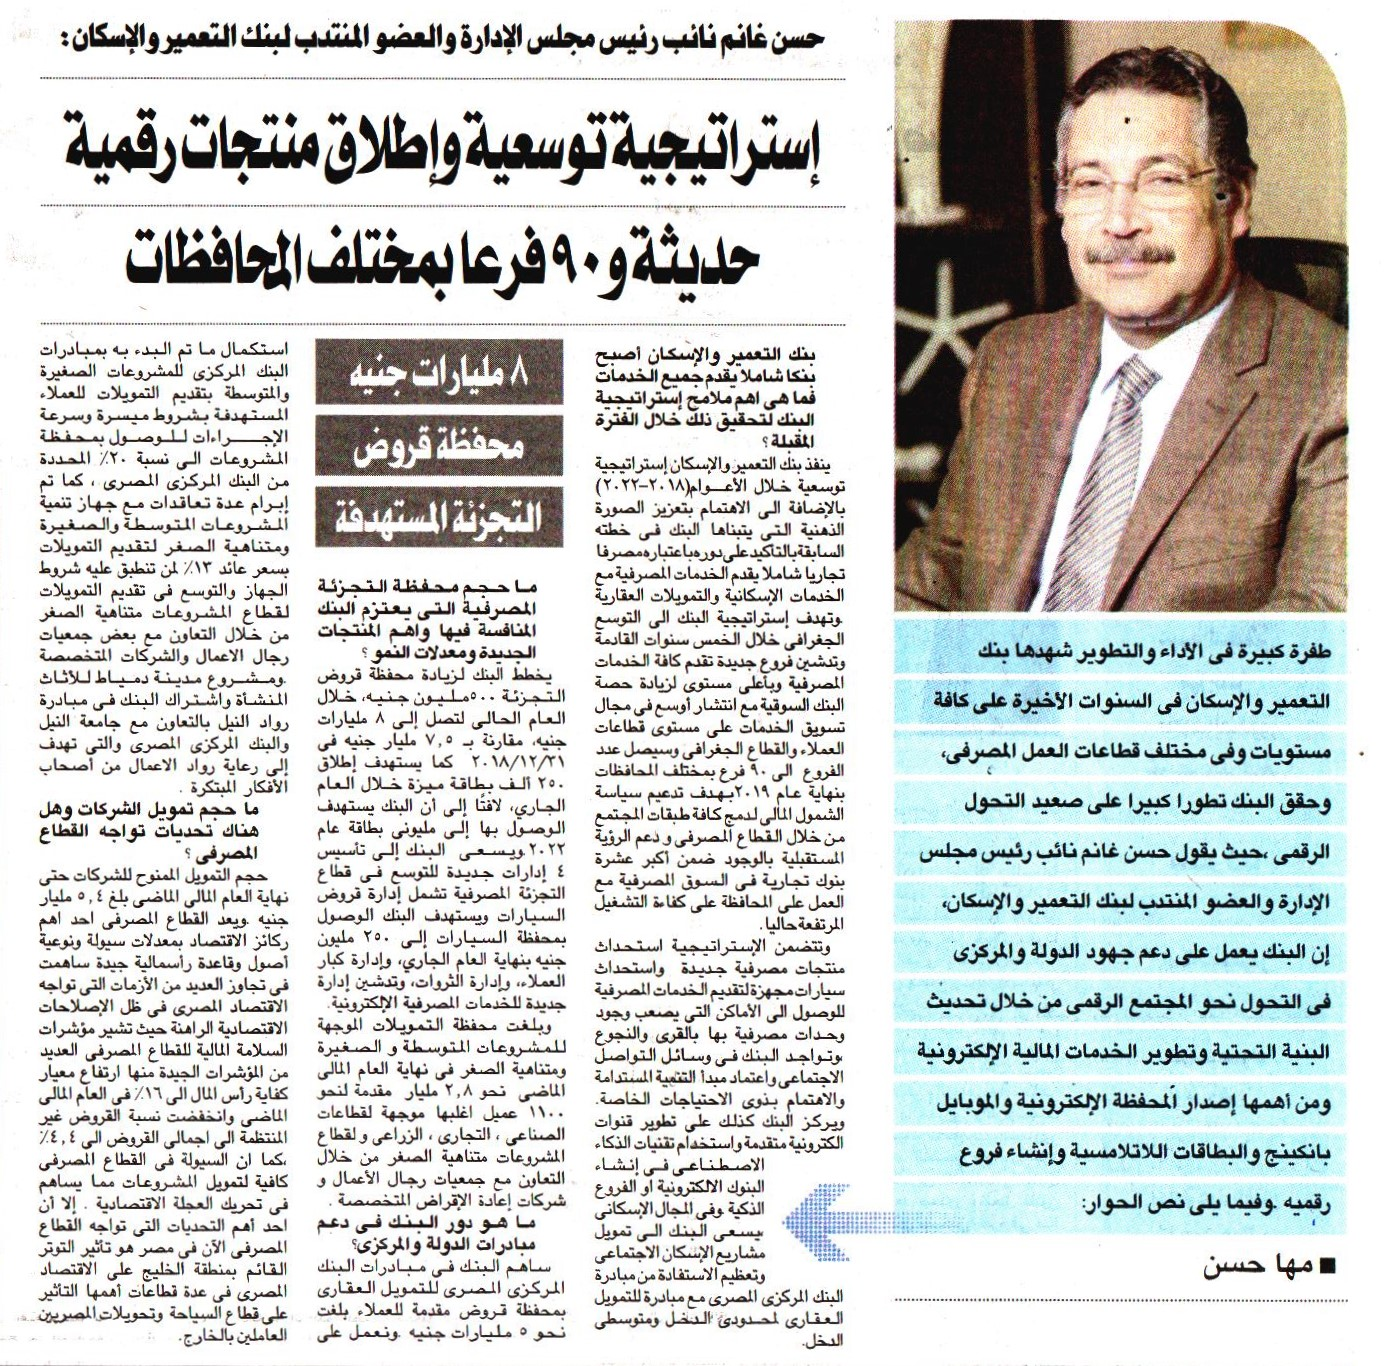 حسن غانم نائب رئيس مجلس الإدارة والعضو المنتدب لبنك التعمير والإسكان :
إستراتيجية توسعية وإطلاق منتجات رقمية
حديثة و ٩٠ فرعا بمختلف المحافظات
طفرة كبيرة فى الأداء والتطوير شهدها بنك
التعمير والإسكان فى السنوات الأخيرة على كافة
مستويات وفى مختلف قطاعات العمل المصرفى،
وحقق البنك تطورا كبيرا على صعيد التحول
الرقمى ،حيث يقول حسن غانم نائب رئيس مجلس
الإدارة والعضو المنتدب لبنك التعمير والإسكان،
إن البنك يعمل على دعم جهود الدولة والمركزى
فى التحول نحو المجتمع الرقمى من خلال تحديث
البنية التحتية وتطوير الخدمات المالية الإلكترونية
ومن أهمها إصدار المحفظة الإلكترونية والموبايل
بانكينج والبطاقات اللاتلامسية وإنشاء فروع
رقميه .وفيما يلى نص الحوار:
■ مها حسن
بنك التعمير والإسكان أصبح
بنكا شاملا يقدم جميع الخدمات
فما هى اهم ملامح إستراتيجية
البنك لتحقيق ذلك خلال الفترة
المقبلة ؟
ينفذ بنك التعمير والإسكان إستراتيجية
توسعية خلال الأعوام(٢٠١٨-٢٠٢٢)
بالإضافة الى الاهتمام بتعزيز الصورة
الذهنية التى يتبناها البنك فى خطته
السابقة بالتأكيد على دوره باعتباره مصرفا
تجاريا شاملا يقدم الخدمات المصرفية مع
الخدمات الإسكانية والتمويلات العقارية
.وتهدف إستراتيجية البنك الى التوسع
الجغرافى خلال الخمس سنوات القادمة
وتدشين فروع جديدة تقدم كافة الخدمات
المصرفية وبأعلى مستوى لزيادة حصة
البنك السوقية مع انتشار أوسع فى مجال
تسويق الخدمات على مستوى قطاعات
العملاء والقطاع الجغرافى وسيصل عدد
الفروع الى ٩٠ فرع بمختلف المحافظات
بنهاية عام ٢٠١٩بهدف تدعيم سياسة
الشمول المالى لدمج كافة طبقات المجتمع
من خلال القطاع المصرفى و دعم الرؤية
المستقبلية بالوجود ضمن أكبر عشرة
بنوك تجارية فى السوق المصرفية مع
العمل على المحافظة على كفاءة التشغيل
المرتفعة حاليا.
وتتضمن الإستراتيجية استحداث
منتجات مصرفية جديدة واستحداث
سيارات مجهزة لتقديم الخدمات المصرفية
للوصول الى الأماكن التى يصعب وجود
وحدات مصرفية بها بالقرى والنجوع
.وتواجد البنك فى وسائل التواصل
الاجتماعى واعتماد مبدأ التنمية المستدامة
والاهتمام بذوى الاحتياجات الخاصة.
ويركز البنك كذلك على تطوير قنوات
الكترونية متقدمة واستخدام تقنيات الذكاء
الاصطناعى فى إنشاء
البنوك الالكترونية او الفروع
الذكية .وفى المجال الإسكانى
يسعى البنك الى تمويل
مشاريع الإسكان الاجتماعى
وتعظيم الاستفادة من مبادرة
البنك المركزى المصرى مع مبادرة للتمويل
العقارى لمحدودى الدخل ومتوسطى
الدخل.
٨ مليارات جنيه
محفظة قروض
التجزئة المستهدفة
ما حجم محفظة التجزئة
المصرفية التى يعتزم البنك
المنافسة فيها واهم المنتجات
الجديدة ومعدلات النمو ؟
يخطط البنك لزيادة محفظة قروض
التجزئة ٥٠٠مليون جنيه، خلال
العام الحالى لتصل إلى ٨ مليارات
جنيه، مقارنة بـ ٧,٥ مليار جنيه فى
٢٠١٨/١٢/٣١ كما يستهدف إطلاق
٢٥٠ ألف بطاقة ميزة خلال العام
الجارى، لافتًا إلى أن البنك يستهدف
الوصول بها إلى مليونى بطاقة عام
٢٠٢٢.ويسعى البنك إلى تأسيس
٤ إدارات جديدة للتوسع فى قطاع
التجزئة المصرفية تشمل إدارة قروض
السيارات ويستهدف البنك الوصول
بمحفظة السيارات إلى ٢٥٠ مليون
جنيه بنهاية العام الجاري، وإدارة كبار
العملاء، وإدارة الثروات، وتدشين إدارة
جديدة للخدمات المصرفية الإلكترونية.
وبلغت محفظة التمويلات الموجهة
للمشروعات المتوسطة و الصغيرة
ومتناهية الصغر فى نهاية العام المالى
الماضى نحو ٢,٨ مليار مقدمة لنحو
١١٠٠ عميل اغلبها موجهة لقطاعات
الصناعى ، التجارى ، الزراعى ولقطاع
المشروعات متناهية الصغر من خلال
التعاون مع جمعيات رجال الأعمال و
شركات إعادة الإقراض المتخصصة .
ما هو دور البنك فى دعم
مبادرات الدولة والمركزى؟
ساهم البنك فى مبادرات البنك
المركزى المصرى للتمويل العقارى
بمحفظة قروض مقدمة للعملاء بلغت
نحو ٥ مليارات جنيه .ونعمل على
استكمال ما تم البدء به بمبادرات
البنك المركزى للمشروعات الصغيرة
والمتوسطة بتقديم التمويلات للعملاء
المستهدفة بشروط ميسرة وسرعة
الإجراءات للوصول بمحفظة
المشروعات الى نسبة ٢٠٪ المحددة
من البنك المركزى المصرى ، كما تم
إبرام عدة تعاقدات مع جهاز تنمية
المشروعات المتوسطة والصغيرة
ومتناهية الصغر لتقديم التمويلات
بسعر عائد ١٣٪ لمن تنطبق عليه شروط
الجهاز والتوسع فى تقديم التمويلات
لقطاع المشروعات متناهية الصغر
من خلال التعاون مع بعض جمعيات
رجال الاعمال والشركات المتخصصة
.ومشروع مدينة دمياط للأثاث
المنشأة واشتراك البنك فى مبادرة
رواد النيل بالتعاون مع جامعة النيل
والبنك المركزى المصرى والتى تهدف
إلى رعاية رواد الاعمال من أصحاب
الأفكار المبتكرة .
ما حجم تمويل الشركات وهل
هناك تحديات تواجه القطاع
المصرفى ؟
حجم التمويل الممنوح للشركات حتى
نهاية العام المالى الماضى بلغ ٥,٤ مليار
جنيه .ويعد القطاع المصرفى احد اهم
ركائز الاقتصاد بمعدلات سيولة ونوعية
أصول وقاعدة رأسمالية جيدة ساهمت
فى تجاوز العديد من الأزمات التى تواجه
الاقتصاد المصرى فى ظل الإصلاحات
الاقتصادية الراهنة حيث تشير مؤشرات
السلامة المالية للقطاع المصرفى العديد
من المؤشرات الجيدة منها ارتفاع معيار
كفاية رأس المال الى ١٦٪ فى العام المالى
الماضى وانخفضت نسبة القروض غير
المنتظمة الى اجمالى القروض الى ٤,٤٪
،كما ان السيولة فى القطاع المصرفى
كافية لتمويل المشروعات مما يساهم
فى تحريك العجلة الاقتصادية . إلا أن
احد أهم التحديات التى تواجه القطاع
المصرفى الآن فى مصر هو تأثير التوتر
القائم بمنطقة الخليج على الاقتصاد
المصرى فى عدة قطاعات أهمها التأثير
على قطاع السياحة وتحويلات المصريين
العاملين بالخارج.